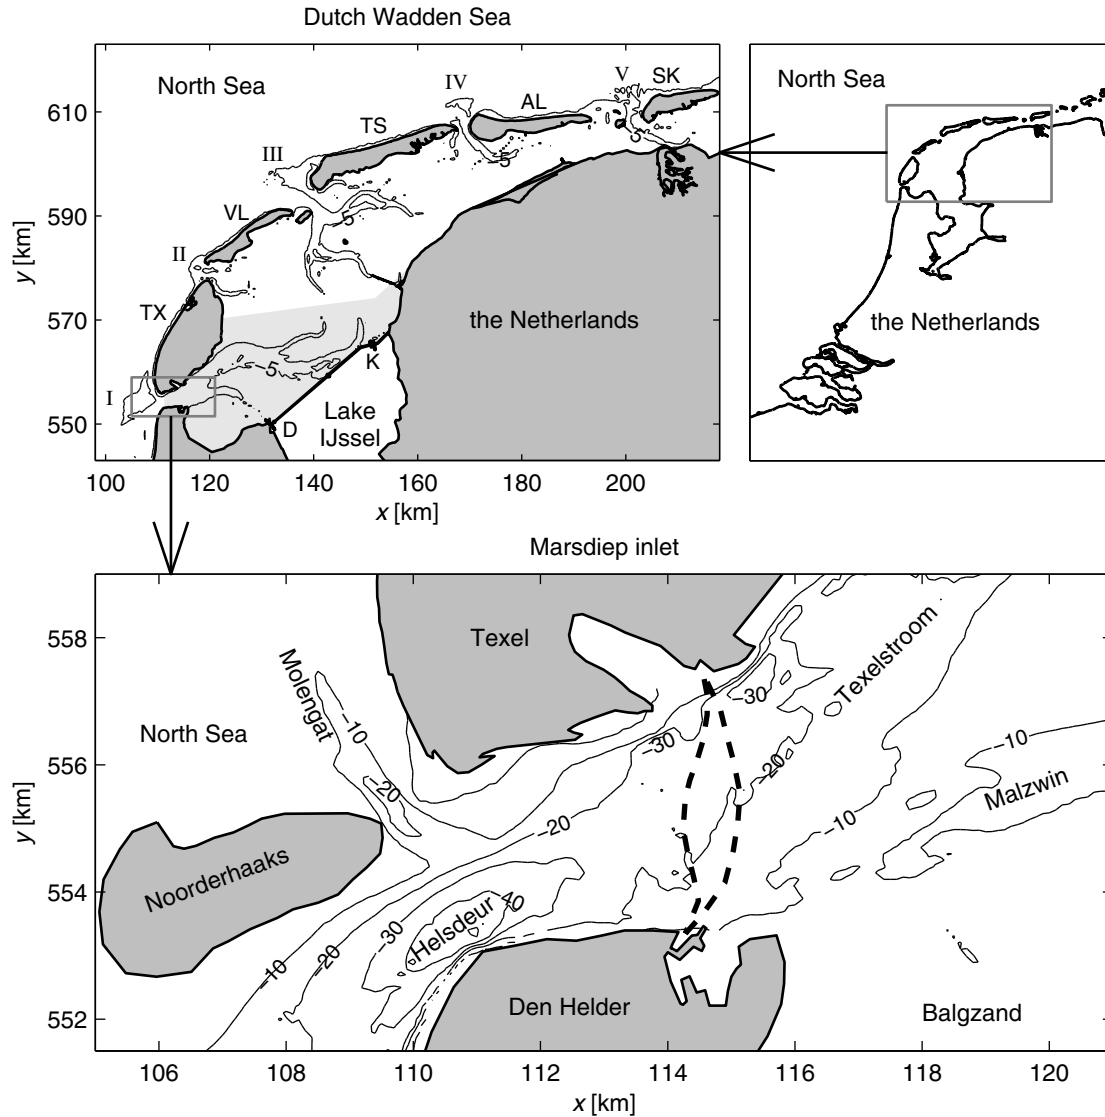 Dutch Wadden Sea
North Sea
IV
V
SK
AL
TS
III
5
5
VL
II
TX
5
I
K
D
the Netherlands
Lake
IJssel
610
590
570
550
y [km]
100
120
140
160
180
200
x [km]
North Sea
the Netherlands
Marsdiep inlet
Texel
Molengat
North Sea
Noorderhaaks
Helsdeur
Den Helder
Texelstroom
Malzwin
Balgzand
−10
−20
−20
−30
−30
−20
−10
−10
−10
−20
−30
−40
558
556
554
552
y [km]
106
108
110
112
114
116
118
120
x [km]